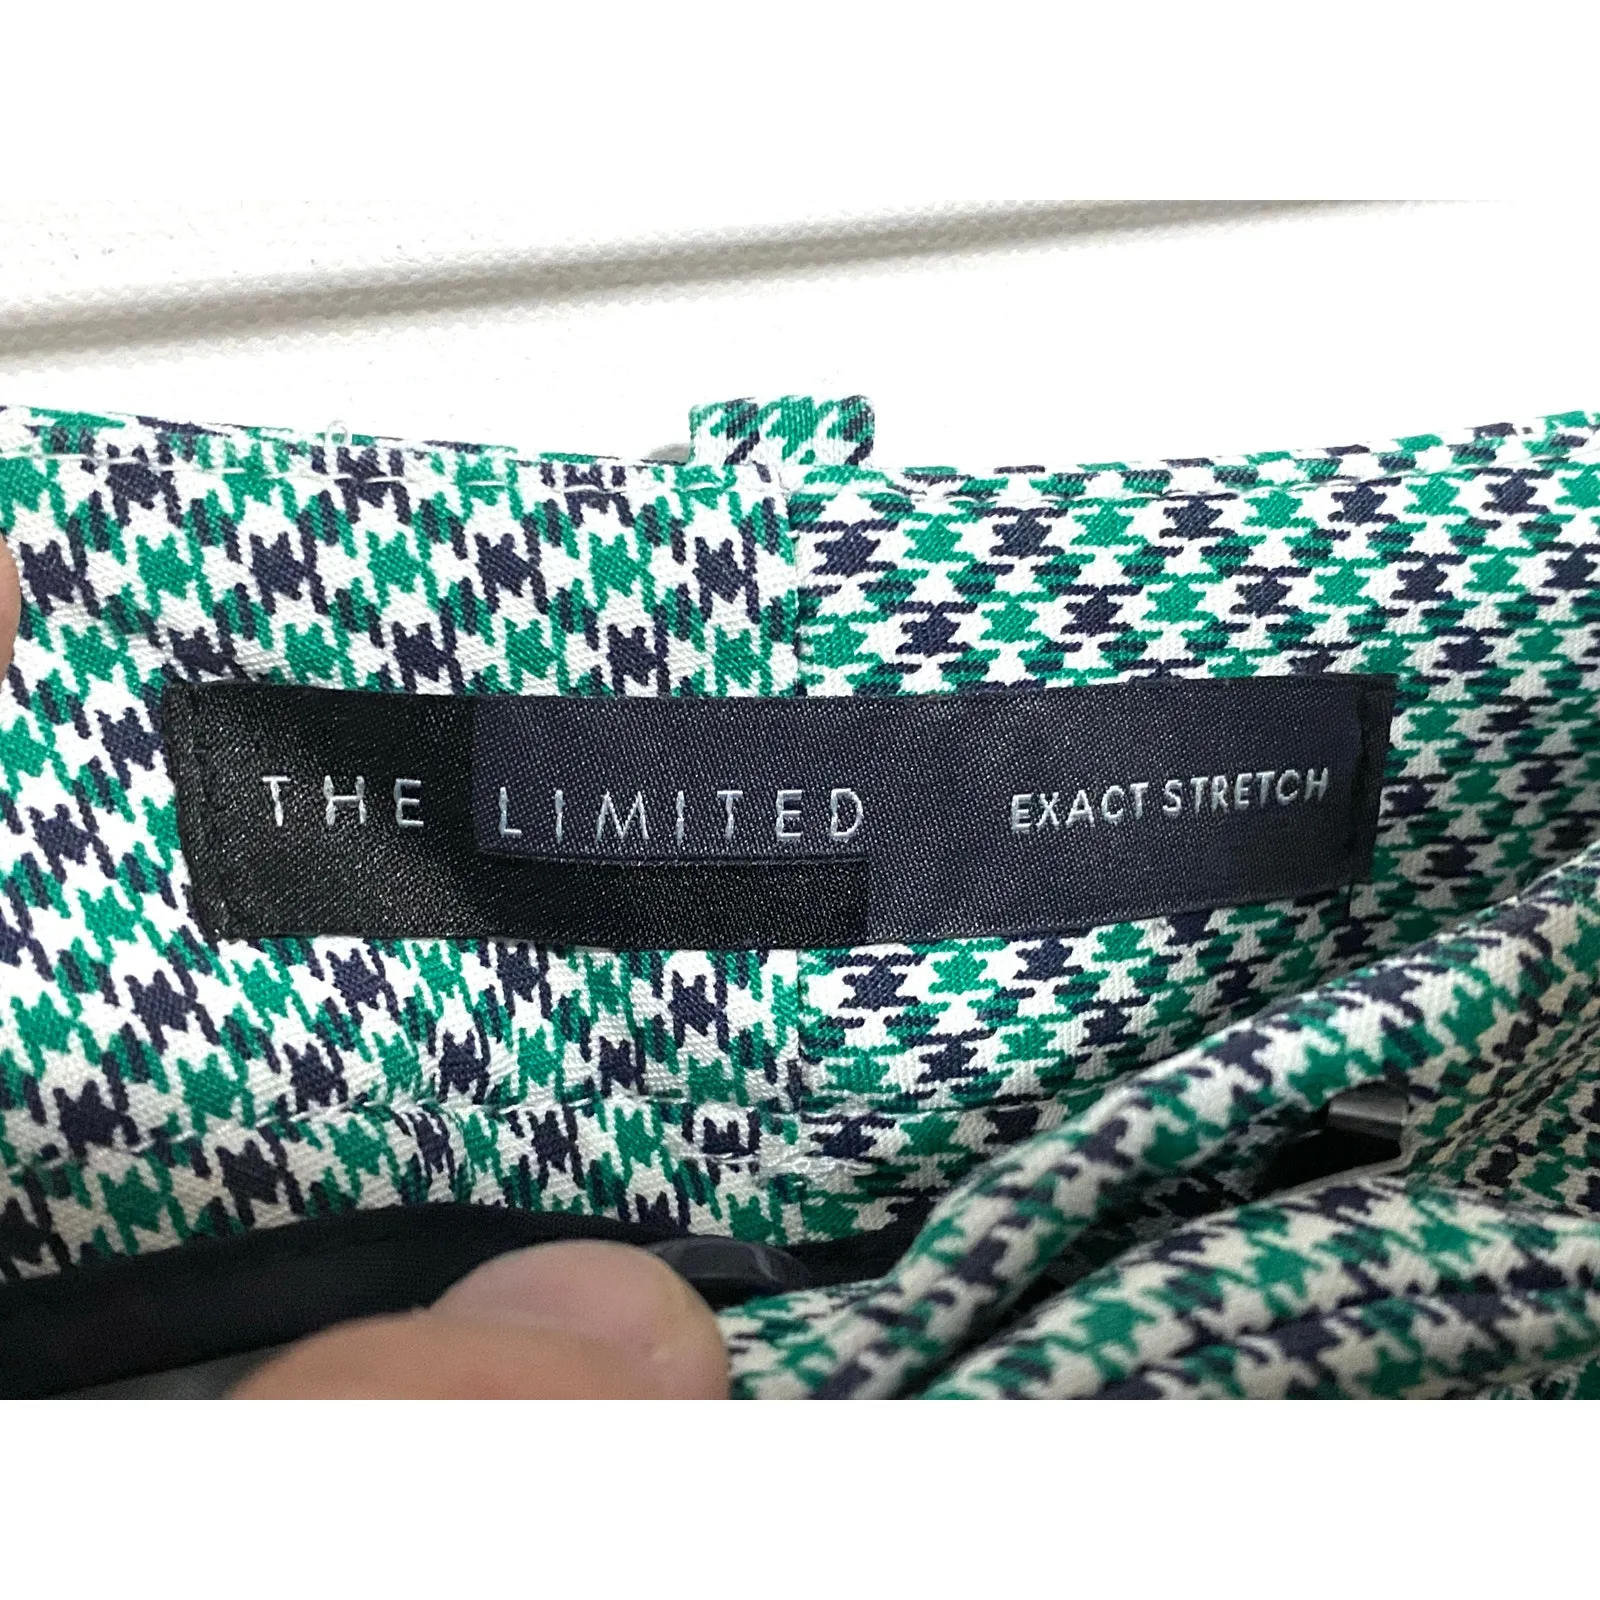 THE LIMITED EXACT STRETCH